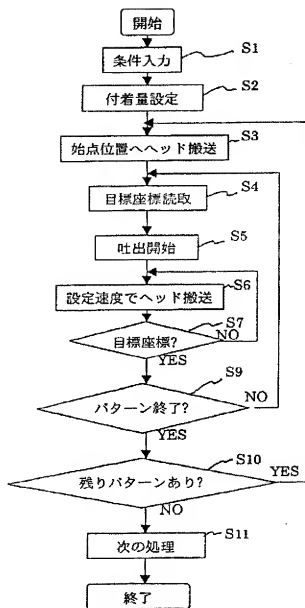 開始
条件入力
S1
付着量設定
S2
始点位置へヘッド搬送
S3
目標座標読取
S4
吐出開始
S5
設定速度でヘッド搬送
S6
目標座標?
S7
NO
YES
パターン終了?
S9
NO
YES
残りパターンあり?
S10
YES
NO
次の処理
S11
終了